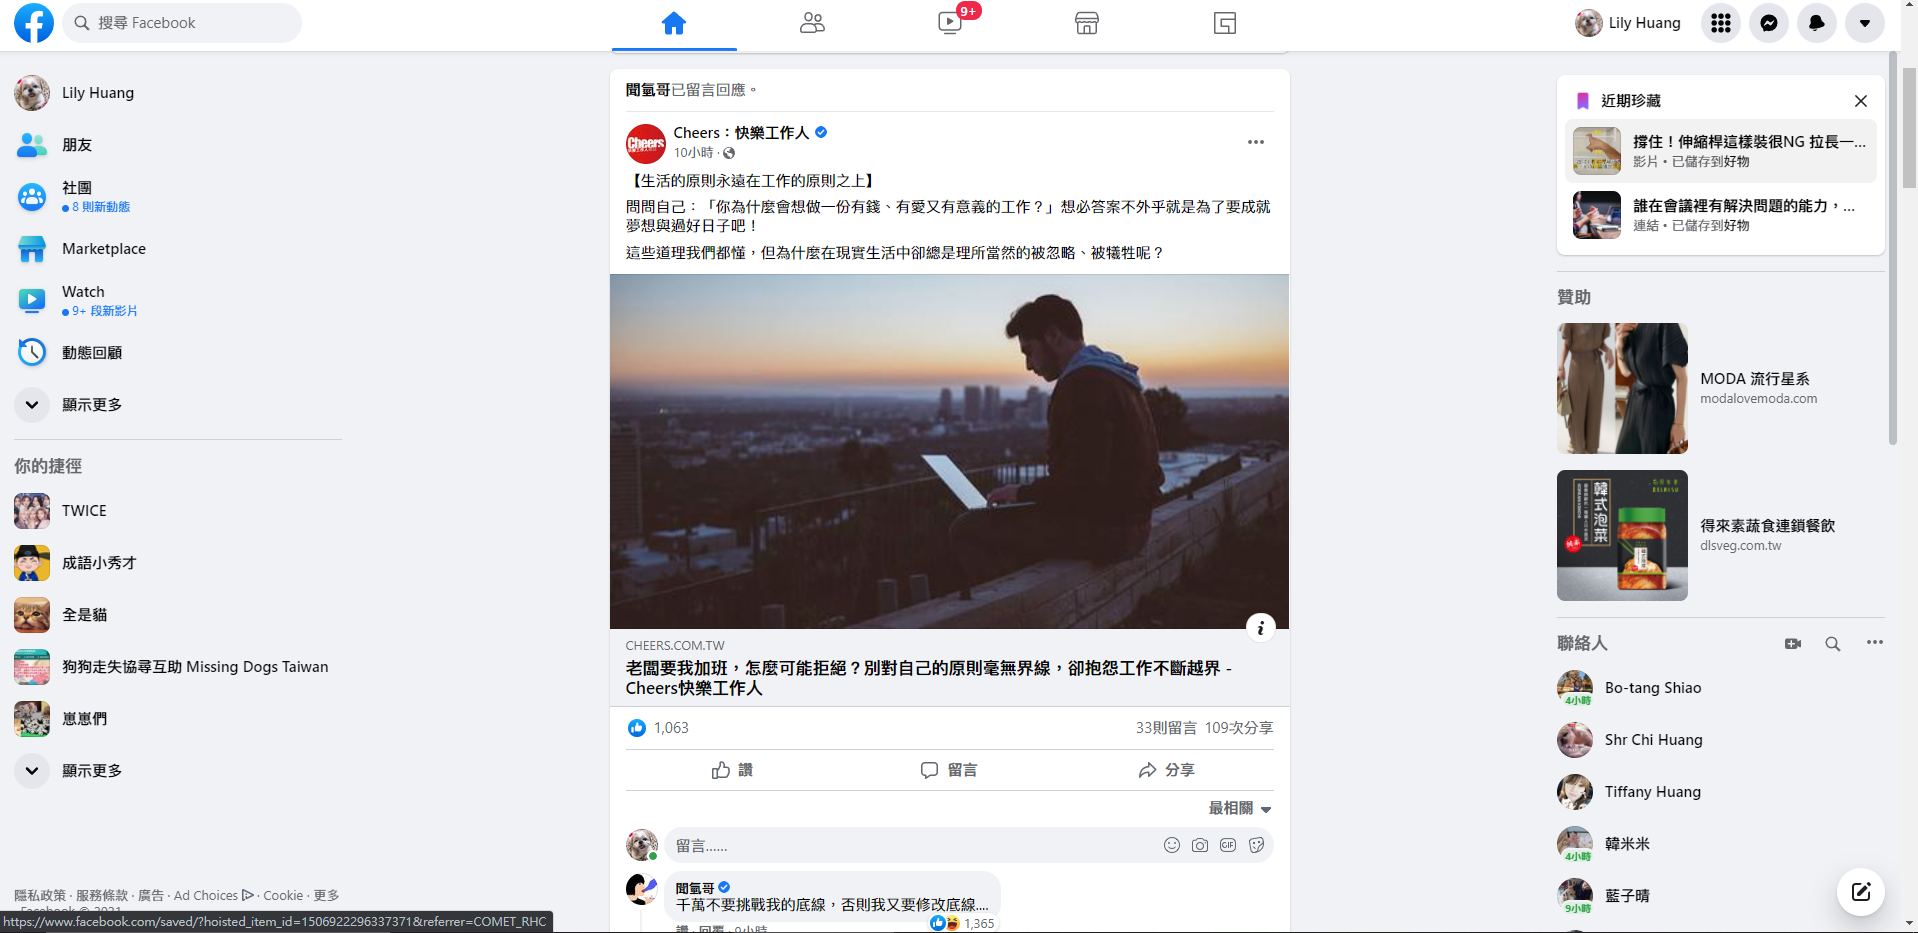 搜尋 Facebook
9+
Lily Huang
Lily Huang
朋友
社團
8 則新動態
Marketplace
Watch
9+ 段新影片
動態回顧
顯示更多
你的捷徑
TWICE
成語小秀才
全是貓
狗狗走失協尋互助 Missing Dogs Taiwan
崽崽們
顯示更多
隱私政策 · 服務條款 · 廣告 · Ad Choices · Cookie · 更多
https://www.facebook.com/saved/?hoisted_item_id=1506922296337371&referrer=COMET_RHC
聞氫哥已留言回應。
Cheers
Cheers：快樂工作人
10小時 ·
【生活的原則永遠在工作的原則之上】
問問自己：「你為什麼會想做一份有錢、有愛又有意義的工作？」想必答案不外乎就是為了要成就
夢想與過好日子吧！
這些道理我們都懂，但為什麼在現實生活中卻總是理所當然的被忽略、被犧牲呢？
CHEERS.COM.TW
老闆要我加班，怎麼可能拒絕？別對自己的原則毫無界線，卻抱怨工作不斷越界 -
Cheers快樂工作人
1,063
33則留言 109次分享
讚
留言
分享
最相關
留言......
GIF
聞氫哥
千萬不要挑戰我的底線，否則我又要修改底線....
1,365
讚 · 回覆 · 9小時
近期珍藏
撐住！伸縮桿這樣裝很NG 拉長一...
影片 • 已儲存到好物
誰在會議裡有解決問題的能力，...
連結 • 已儲存到好物
贊助
MODA 流行星系
modalovemoda.com
韓式泡菜
得來素蔬食連鎖餐飲
dlsveg.com.tw
聯絡人
Bo-tang Shiao
4小時
Shr Chi Huang
Tiffany Huang
韓米米
4小時
藍子晴
9小時